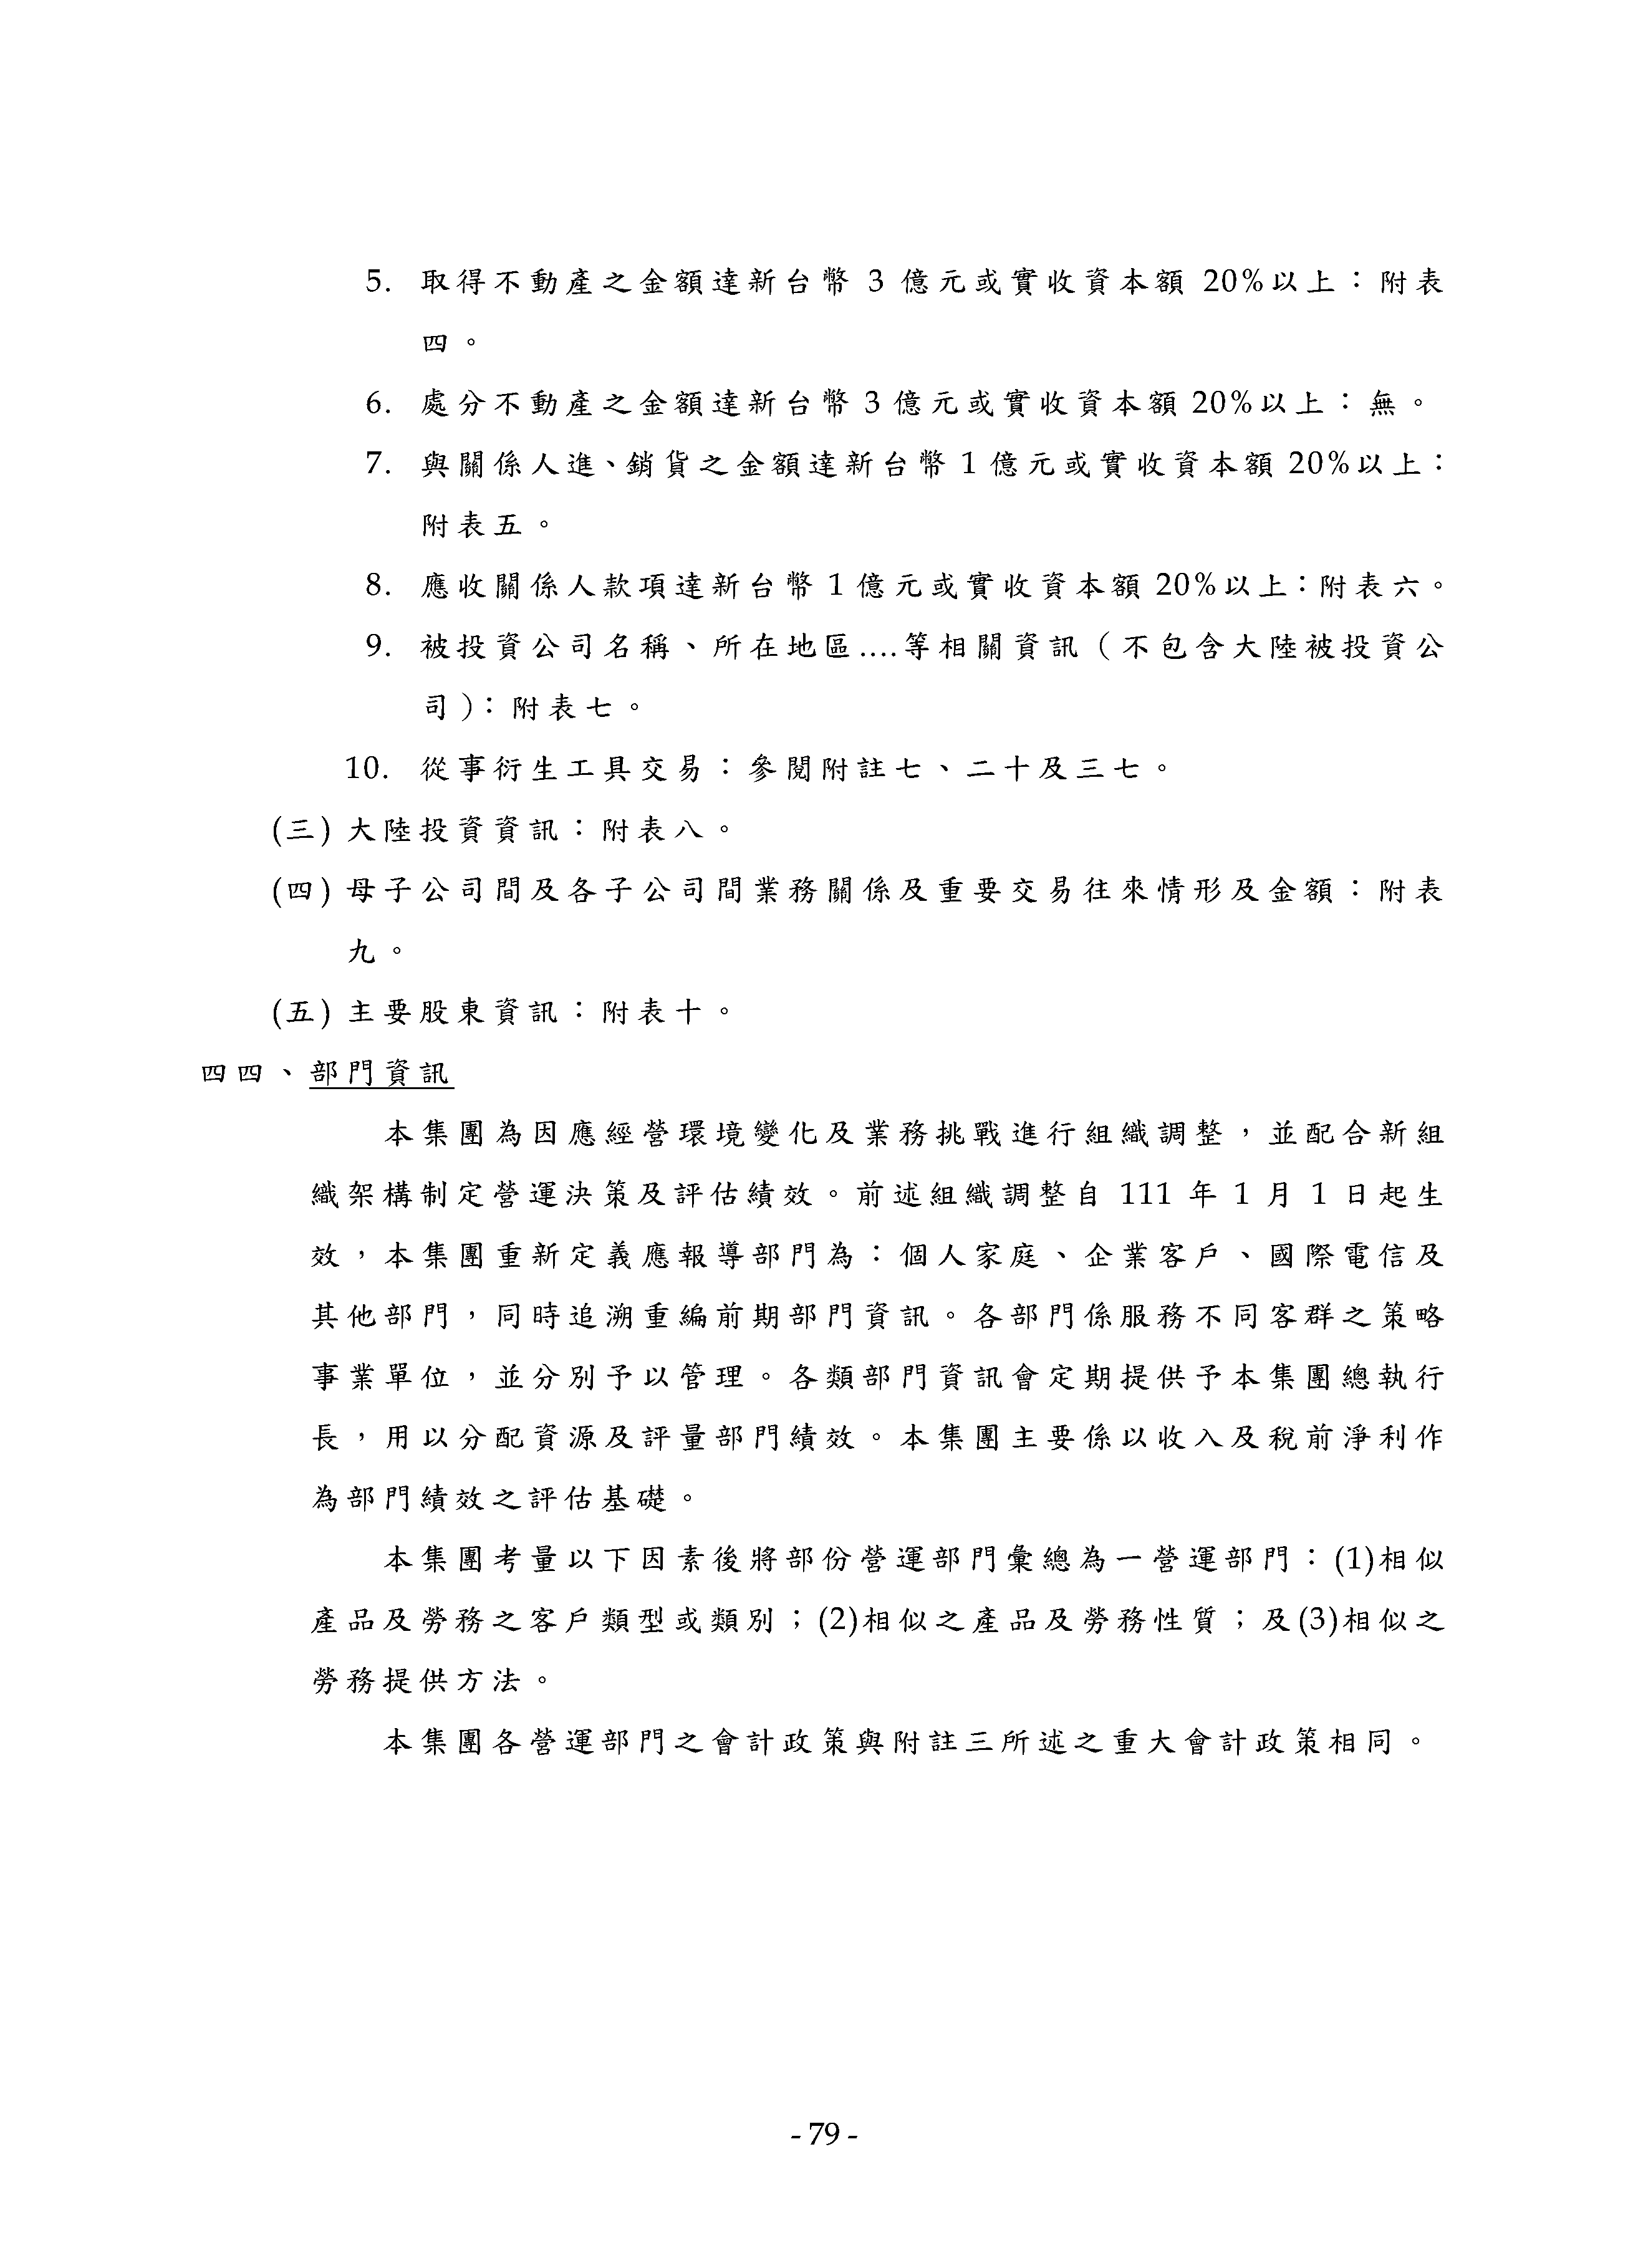 5. 取得不動產之金額達新台幣 3 億元或實收資本額 20%以上：附表
四。
6. 處分不動產之金額達新台幣 3 億元或實收資本額 20%以上：無。
7. 與關係人進、銷貨之金額達新台幣 1 億元或實收資本額 20%以上：
附表五。
8. 應收關係人款項達新台幣 1 億元或實收資本額 20%以上：附表六。
9. 被投資公司名稱、所在地區....等相關資訊（不包含大陸被投資公
司）：附表七。
10. 從事衍生工具交易：參閱附註七、二十及三七。
(三) 大陸投資資訊：附表八。
(四) 母子公司間及各子公司間業務關係及重要交易往來情形及金額：附表
九。
(五) 主要股東資訊：附表十。
四四、部門資訊
本集團為因應經營環境變化及業務挑戰進行組織調整，並配合新組
織架構制定營運決策及評估績效。前述組織調整自 111 年 1 月 1 日起生
效，本集團重新定義應報導部門為：個人家庭、企業客戶、國際電信及
其他部門，同時追溯重編前期部門資訊。各部門係服務不同客群之策略
事業單位，並分別予以管理。各類部門資訊會定期提供予本集團總執行
長，用以分配資源及評量部門績效。本集團主要係以收入及稅前淨利作
為部門績效之評估基礎。
本集團考量以下因素後將部份營運部門彙總為一營運部門：(1)相似
產品及勞務之客戶類型或類別；(2)相似之產品及勞務性質；及(3)相似之
勞務提供方法。
本集團各營運部門之會計政策與附註三所述之重大會計政策相同。
- 79 -